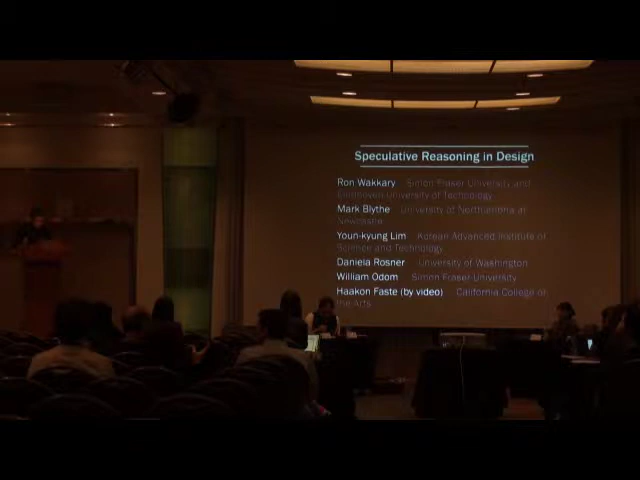 Speculative Reasoning in Design
Ron Wakkary Simon Fraser University and
Eindhoven University of Technology
Mark Blythe University of Northumbria at
Newcastle
Youn-kyung Lim Korean Advanced Institute of
Science and Technology
Daniela Rosner University of Washington
William Odom Simon Fraser University
Haakon Faste (by video) California College of
the Arts